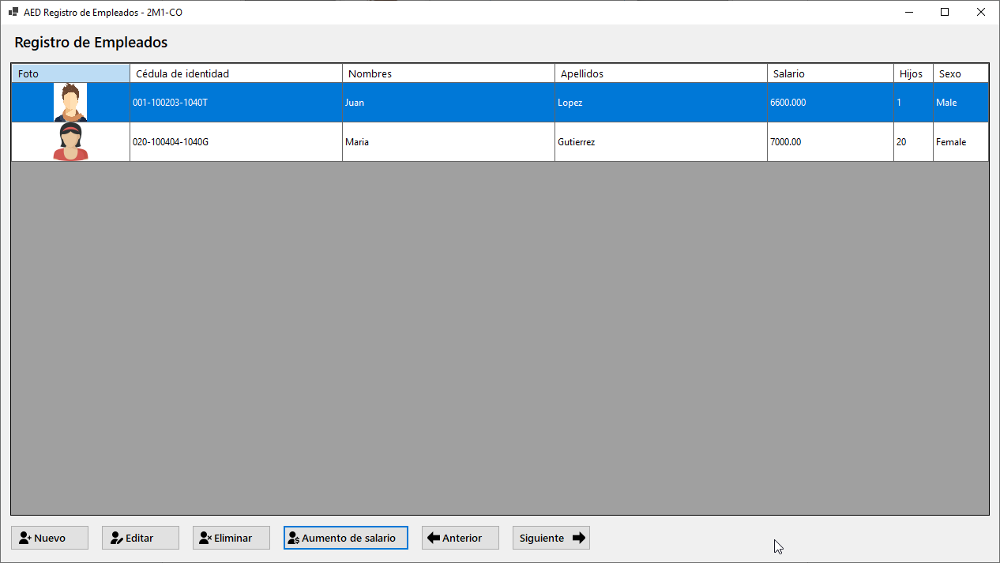 AED Registro de Empleados - 2M1-CO
Registro de Empleados
Foto Cédula de identidad Nombres Apellidos Salario Hijos Sexo
001-100203-1040T Juan Lopez 6600.000 1 Male
020-100404-1040G Maria Gutierrez 7000.00 20 Female
Nuevo Editar Eliminar Aumento de salario Anterior Siguiente